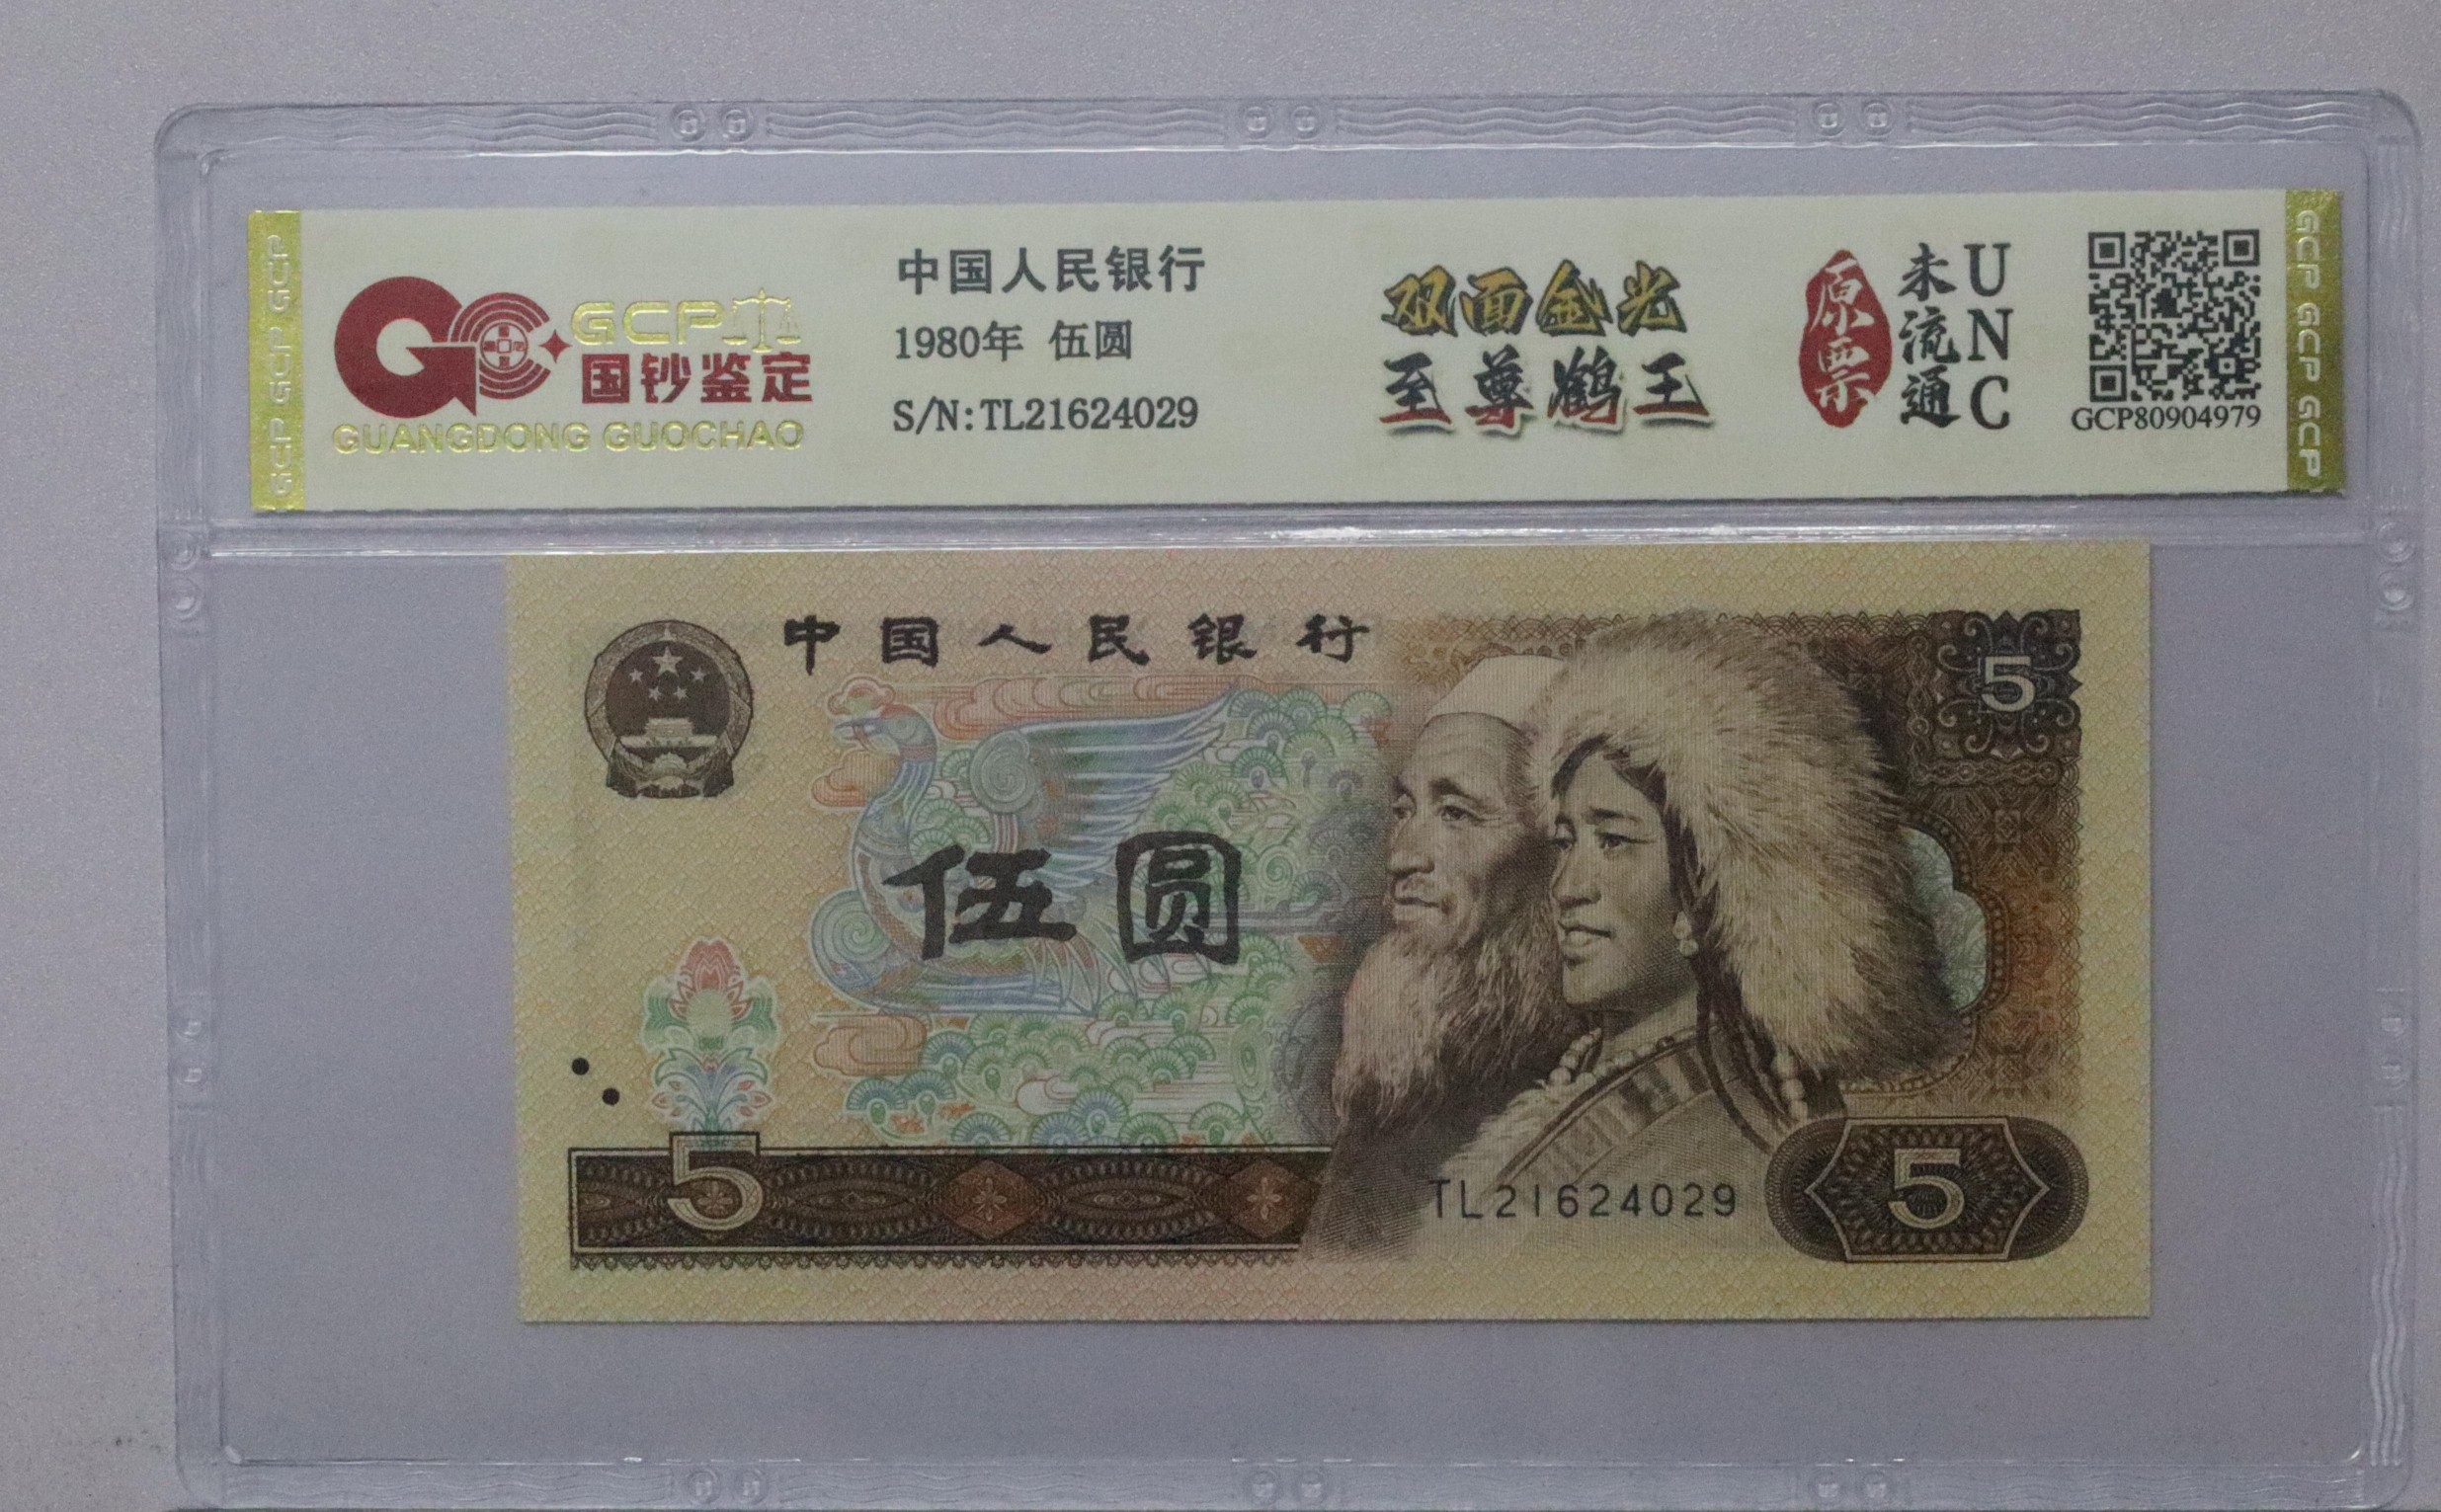 GCP GCP GCP
GCP
国钞鉴定
GUANGDONG GUOCHAO
中国人民银行
1980年 伍圆
S/N:TL21624029
双面金光
至尊鹤王
原票
未流通
UNC
GCP80904979
GCP GCP GCP
中国人民银行
5
伍圆
5
TL21624029
5